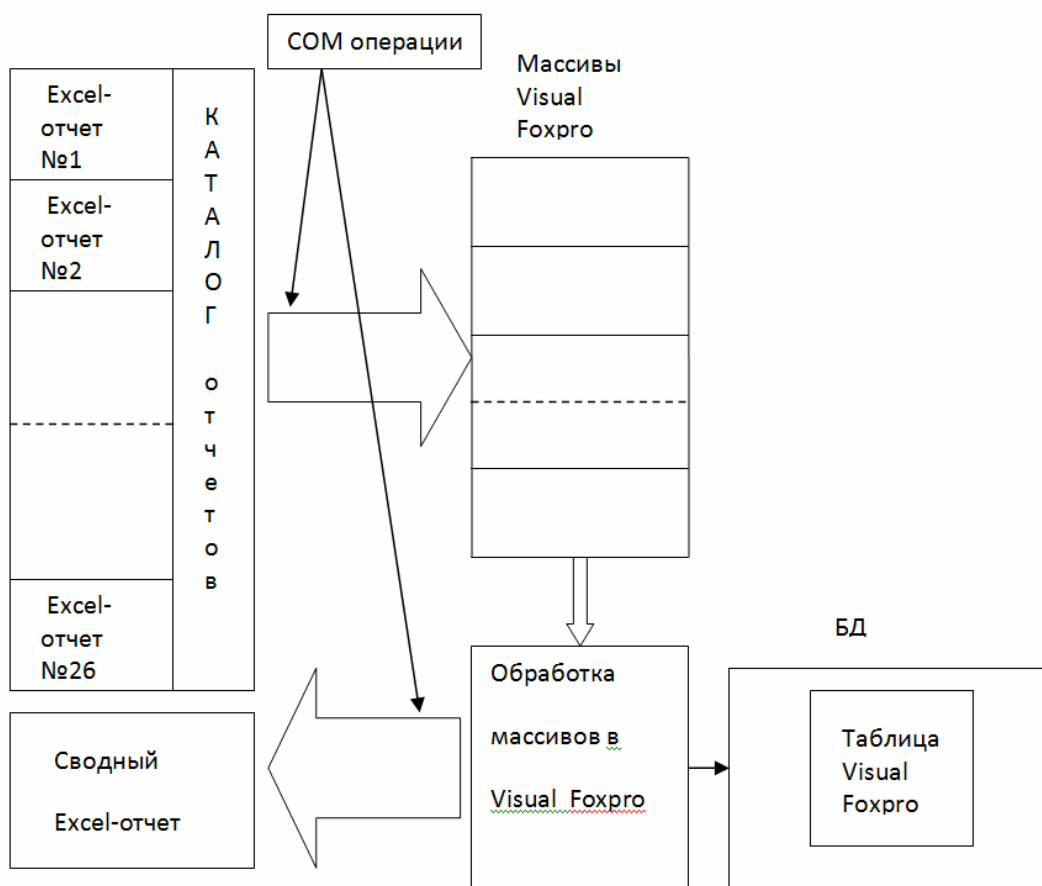 COM операции
Массивы
Visual
Foxpro
Excel-
отчет
№1
Excel-
отчет
№2
Excel-
отчет
№26
К
А
Т
А
Л
О
Г
о
т
ч
е
т
о
в
Обработка
массивов в
Visual Foxpro
БД
Таблица
Visual
Foxpro
Сводный
Excel-отчет